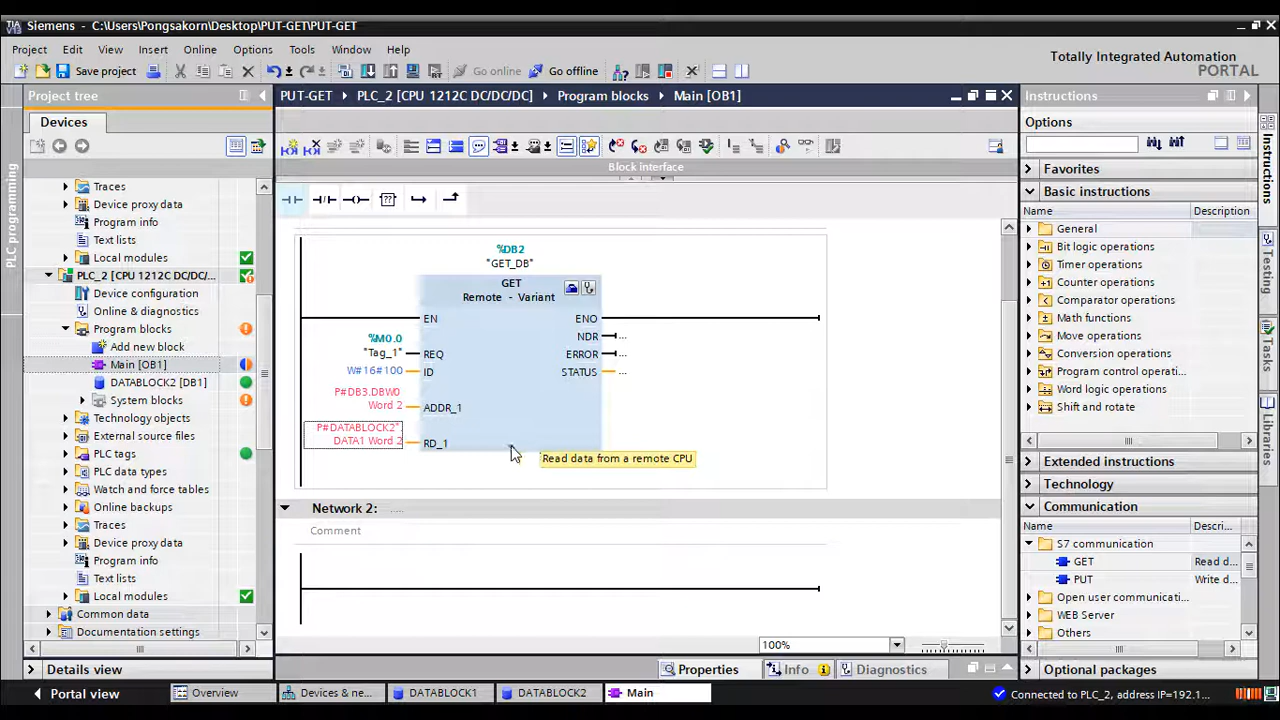 TIA
V13
Siemens - C:\Users\Pongsakorn\Desktop\PUT-GET\PUT-GET
Project Edit View Insert Online Options Tools Window Help
Totally Integrated Automation
PORTAL
Save project
Go online
Go offline
Project tree
PUT-GET
PLC_2 [CPU 1212C DC/DC/DC]
Program blocks
Main [OB1]
Instructions
Devices
Options
Block interface
PLC programming
Traces
Device proxy data
Program info
Text lists
Local modules
PLC_2 [CPU 1212C DC/DC/...
Device configuration
Online & diagnostics
Program blocks
Add new block
Main [OB1]
DATABLOCK2 [DB1]
System blocks
Technology objects
External source files
PLC tags
PLC data types
Watch and force tables
Online backups
Traces
Device proxy data
Program info
Text lists
Local modules
Common data
Documentation settings
Details view
%DB2
"GET_DB"
GET
Remote - Variant
EN ENO
%M0.0
"Tag_1" REQ
NDR ...
ERROR ...
W#16#100 ID
STATUS ...
P#DB3.DBW0
Word 2 ADDR_1
P#DATABLOCK2".
DATA1 Word 2 RD_1
Read data from a remote CPU
Network 2: .....
Comment
100%
Properties
Info
Diagnostics
Favorites
Basic instructions
Name Description
General
Bit logic operations
Timer operations
Counter operations
Comparator operations
Math functions
Move operations
Conversion operations
Program control operati...
Word logic operations
Shift and rotate
Extended instructions
Technology
Communication
Name Descri...
S7 communication
GET Read d...
PUT Write d...
Open user communicati...
WEB Server
Others
Optional packages
Instructions
Testing
Tasks
Libraries
Portal view
Overview
Devices & ne...
DATABLOCK1
DATABLOCK2
Main
Connected to PLC_2, address IP=192.1...